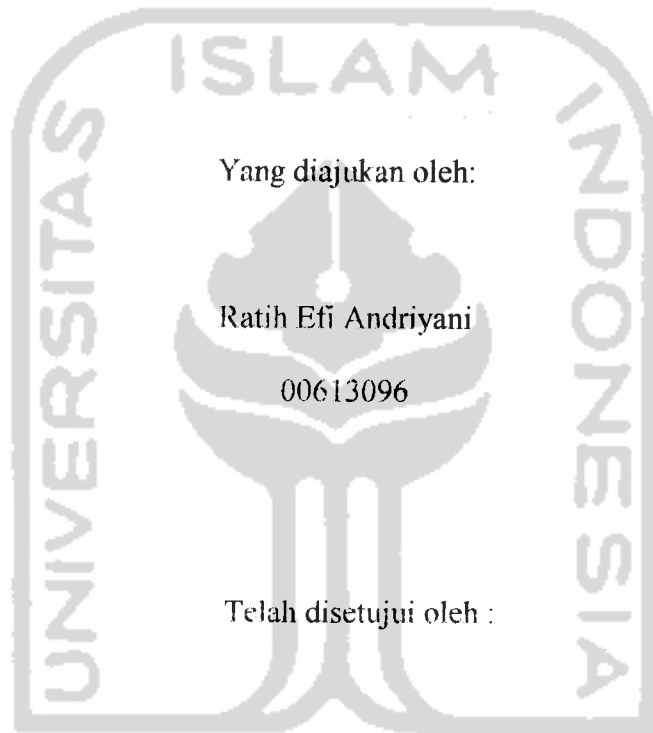 UNIVERSITAS
ISLAM
INDONESIA
Yang diajukan oleh:
Ratih Efi Andriyani
00613096
Telah disetujui oleh :